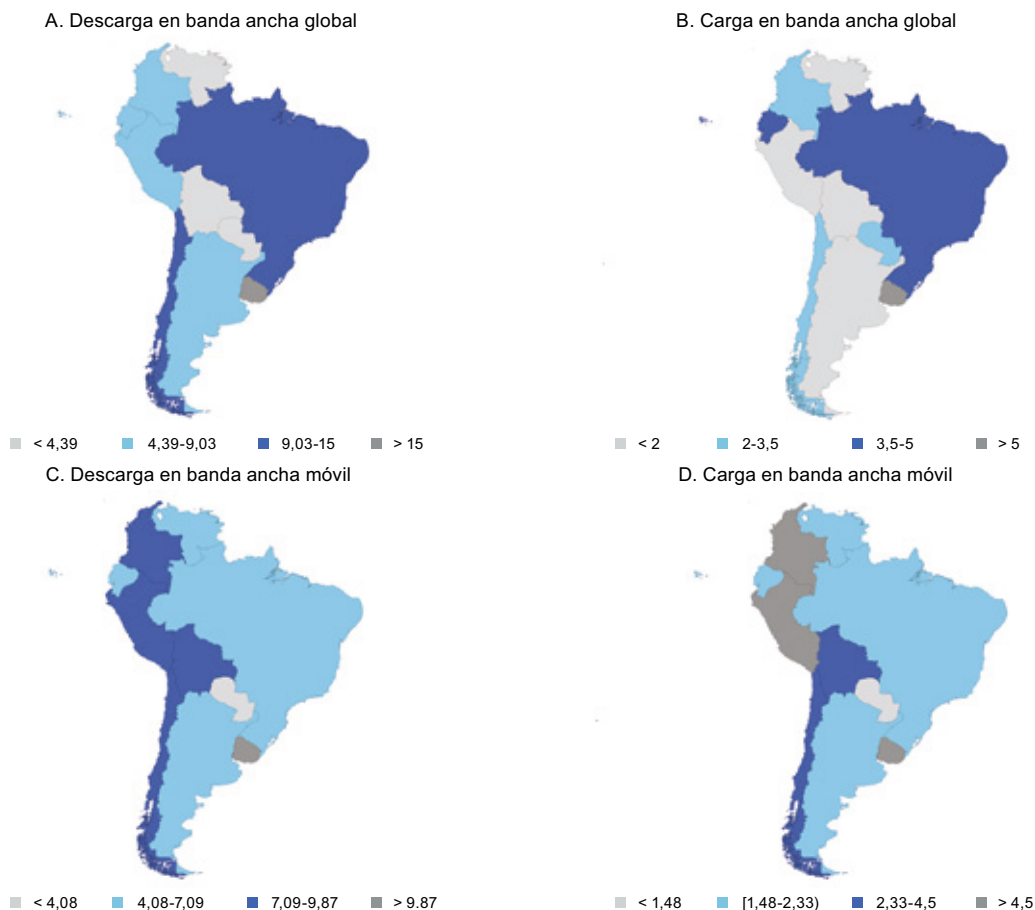 A. Descarga en banda ancha global
B. Carga en banda ancha global
< 4,39 4,39-9,03 9,03-15 > 15
< 2 2-3,5 3,5-5 > 5
C. Descarga en banda ancha móvil
D. Carga en banda ancha móvil
< 4,08 4,08-7,09 7,09-9,87 > 9.87
< 1,48 [1,48-2,33) 2,33-4,5 > 4,5